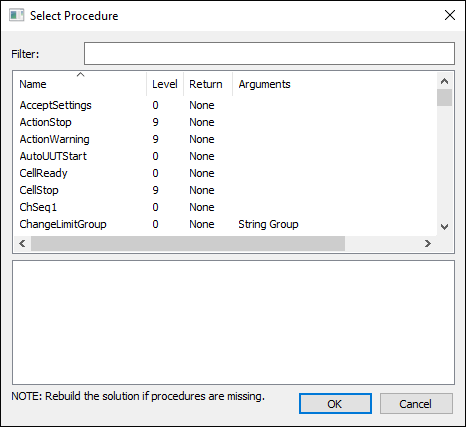 Select Procedure
Filter:
Name Level Return Arguments
AcceptSettings 0 None
ActionStop 9 None
ActionWarning 9 None
AutoUUTStart 0 None
CellReady 0 None
CellStop 9 None
ChSeq1 0 None
ChangeLimitGroup 0 None String Group
NOTE: Rebuild the solution if procedures are missing.
OK Cancel